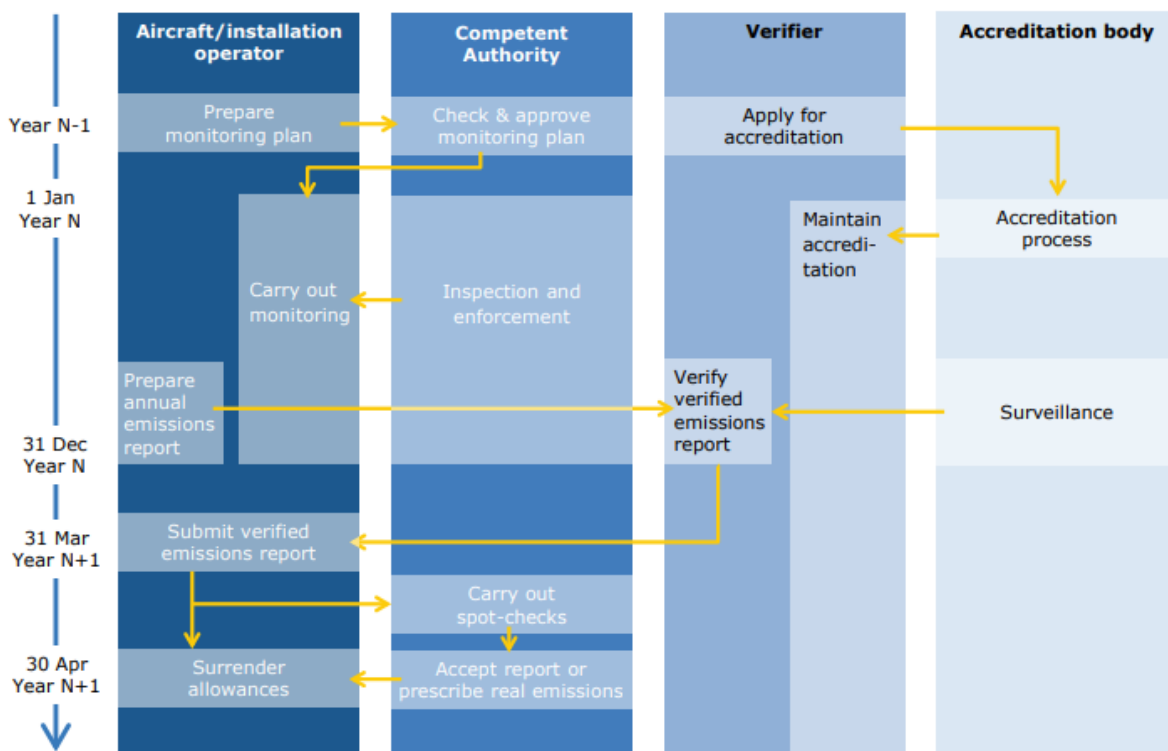 Aircraft/installation
operator
Competent
Authority
Verifier
Accreditation body
Year N-1
Prepare
monitoring plan
Check & approve
monitoring plan
Apply for
accreditation
1 Jan
Year N
Maintain
accredi-
tation
Accreditation
process
Carry out
monitoring
Inspection and
enforcement
Prepare
annual
emissions
report
Verify
verified
emissions
report
Surveillance
31 Dec
Year N
31 Mar
Year N+1
Submit verified
emissions report
Carry out
spot-checks
30 Apr
Year N+1
Surrender
allowances
Accept report or
prescribe real emissions